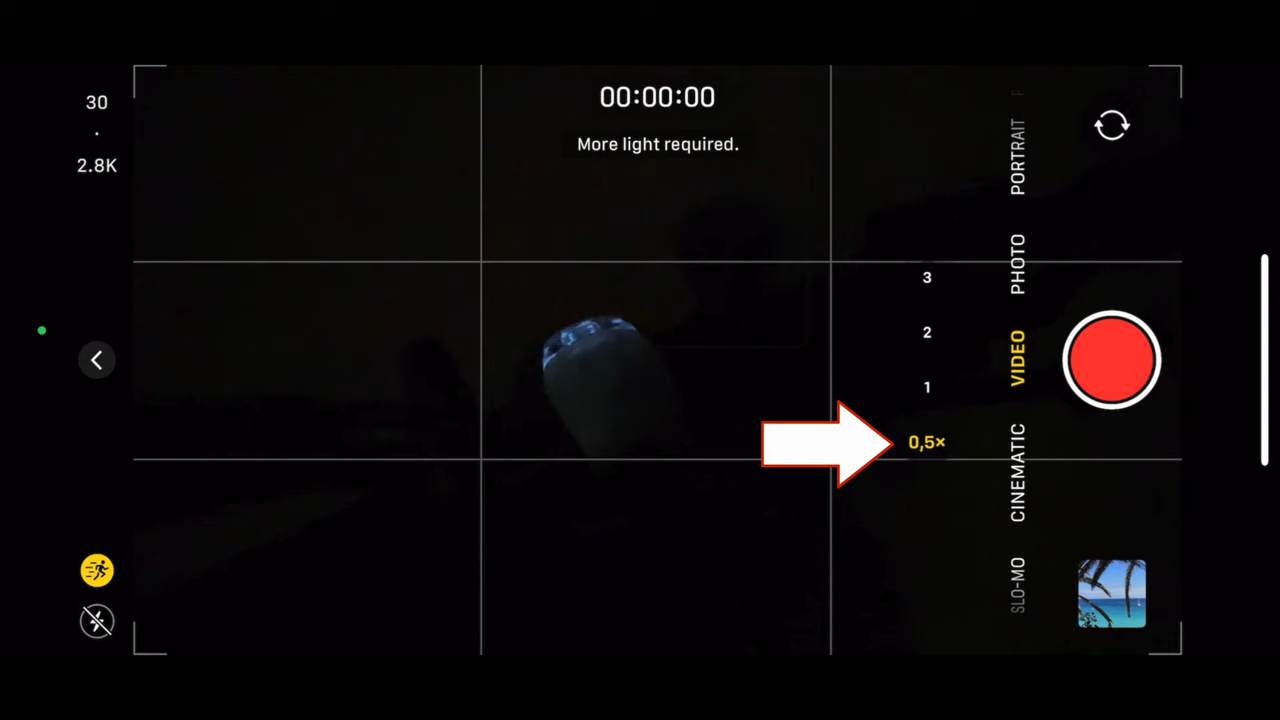 30
·
2.8K
00:00:00
More light required.
3
2
1
0,5×
PORTRAIT
PHOTO
VIDEO
CINEMATIC
SLO-MO